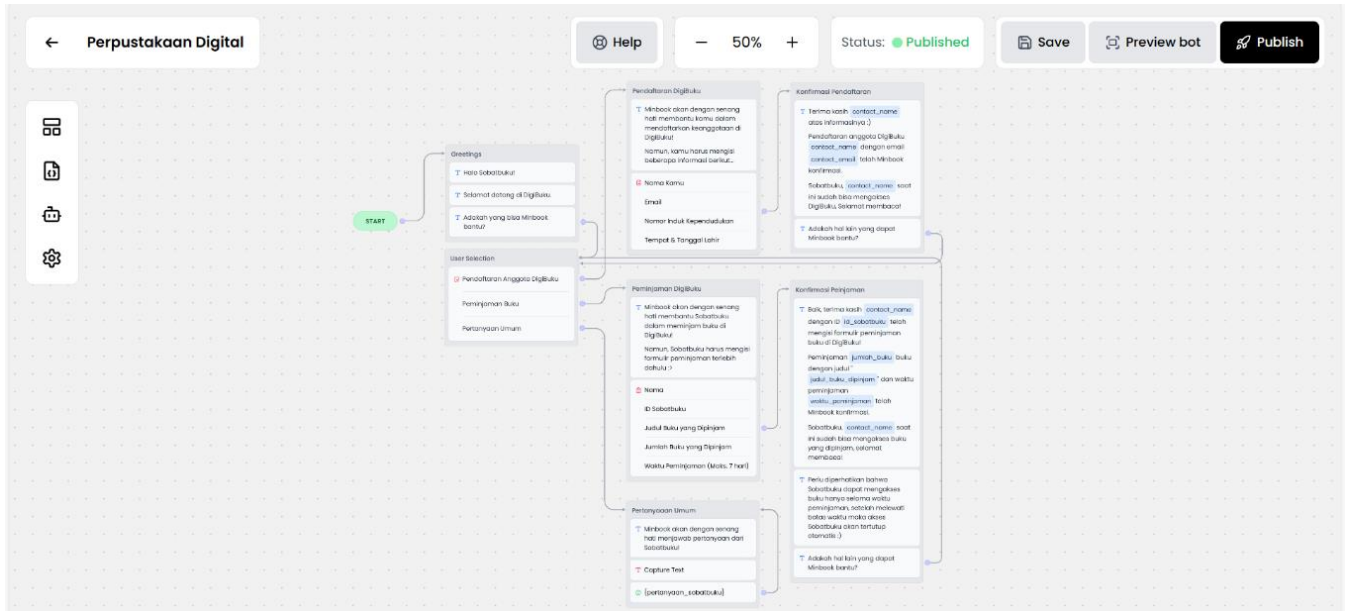 Perpustakaan Digital
Help
50%
Status: Published
Save
Preview bot
Publish
START
Greetings
Halo Sobatbuku!
Selamat datang di DigiBuku.
Adakah yang bisa Minbook
bantu?
User Selection
Pendaftaran Anggota DigiBuku
Peminjaman Buku
Pertanyaan Umum
Pendaftaran DigiBuku
Minbook akan dengan senang
hati membantu kamu dalam
mendaftarkan keanggotaan di
DigiBuku!
Namun, kamu harus mengisi
beberapa informasi berikut...
Nama Kamu
Email
Nomor Induk Kependudukan
Tempat & Tanggal Lahir
Konfirmasi Pendaftaran
Terima kasih contact_name
atas informasinya :)
Pendaftaran anggota DigiBuku
contact_name dengan email
contact_email telah Minbook
konfirmasi.
Sobatbuku, contact_name saat
ini sudah bisa mengakses
DigiBuku, Selamat membaca!
Adakah hal lain yang dapat
Minbook bantu?
Peminjaman DigiBuku
Minbook akan dengan senang
hati membantu Sobatbuku
dalam meminjam buku di
DigiBuku!
Namun, Sobatbuku harus mengisi
formulir peminjaman terlebih
dahulu :>
Nama
ID Sobatbuku
Judul Buku yang Dipinjam
Jumlah Buku yang Dipinjam
Waktu Peminjaman (Maks. 7 hari)
Konfirmasi Peinjaman
Baik, terima kasih contact_name
dengan ID id_sobatbuku telah
mengisi formulir peminjaman
buku di DigiBuku!
Peminjaman jumlah_buku buku
dengan judul "
judul_buku_dipinjam " dan waktu
peminjaman
waktu_peminjaman telah
Minbook konfirmasi.
Sobatbuku, contact_name saat
ini sudah bisa mengakses buku
yang dipinjam, selamat
membaca!
Perlu diperhatikan bahwa
Sobatbuku dapat mengakses
buku hanya selama waktu
peminjaman, setelah melewati
batas waktu maka akses
Sobatbuku akan tertutup
otomatis :)
Adakah hal lain yang dapat
Minbook bantu?
Pertanyaan Umum
Minbook akan dengan senang
hati menjawab pertanyaan dari
Sobatbuku!
Capture Text
{pertanyaan_sobatbuku}